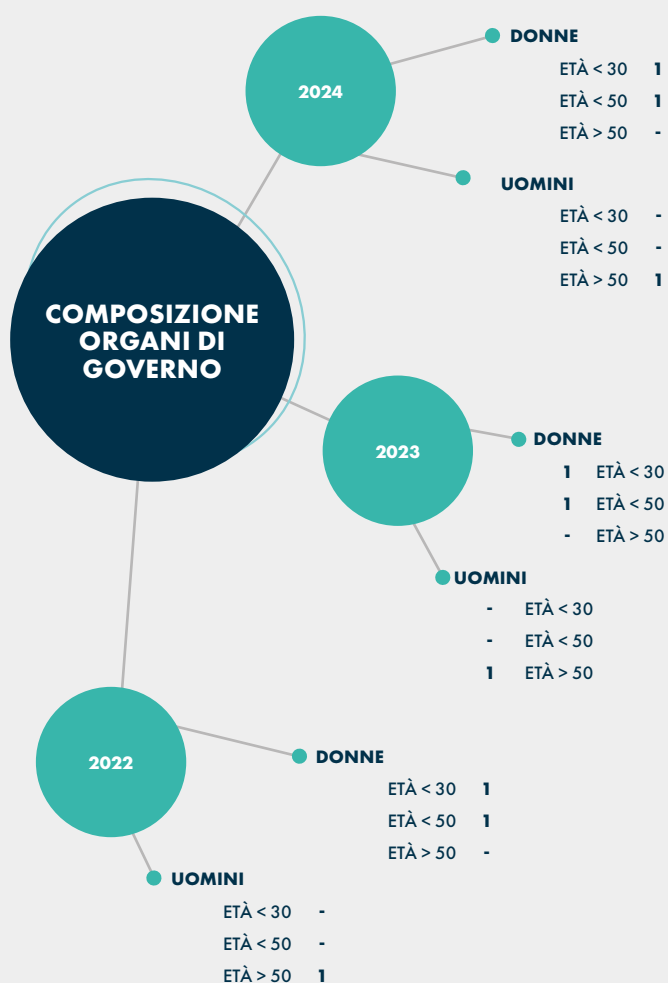 COMPOSIZIONE
ORGANI DI
GOVERNO
2024
DONNE
ETÀ < 30 1
ETÀ < 50 1
ETÀ > 50 -
UOMINI
ETÀ < 30 -
ETÀ < 50 -
ETÀ > 50 1
2023
DONNE
1 ETÀ < 30
1 ETÀ < 50
- ETÀ > 50
UOMINI
- ETÀ < 30
- ETÀ < 50
1 ETÀ > 50
2022
DONNE
ETÀ < 30 1
ETÀ < 50 1
ETÀ > 50 -
UOMINI
ETÀ < 30 -
ETÀ < 50 -
ETÀ > 50 1